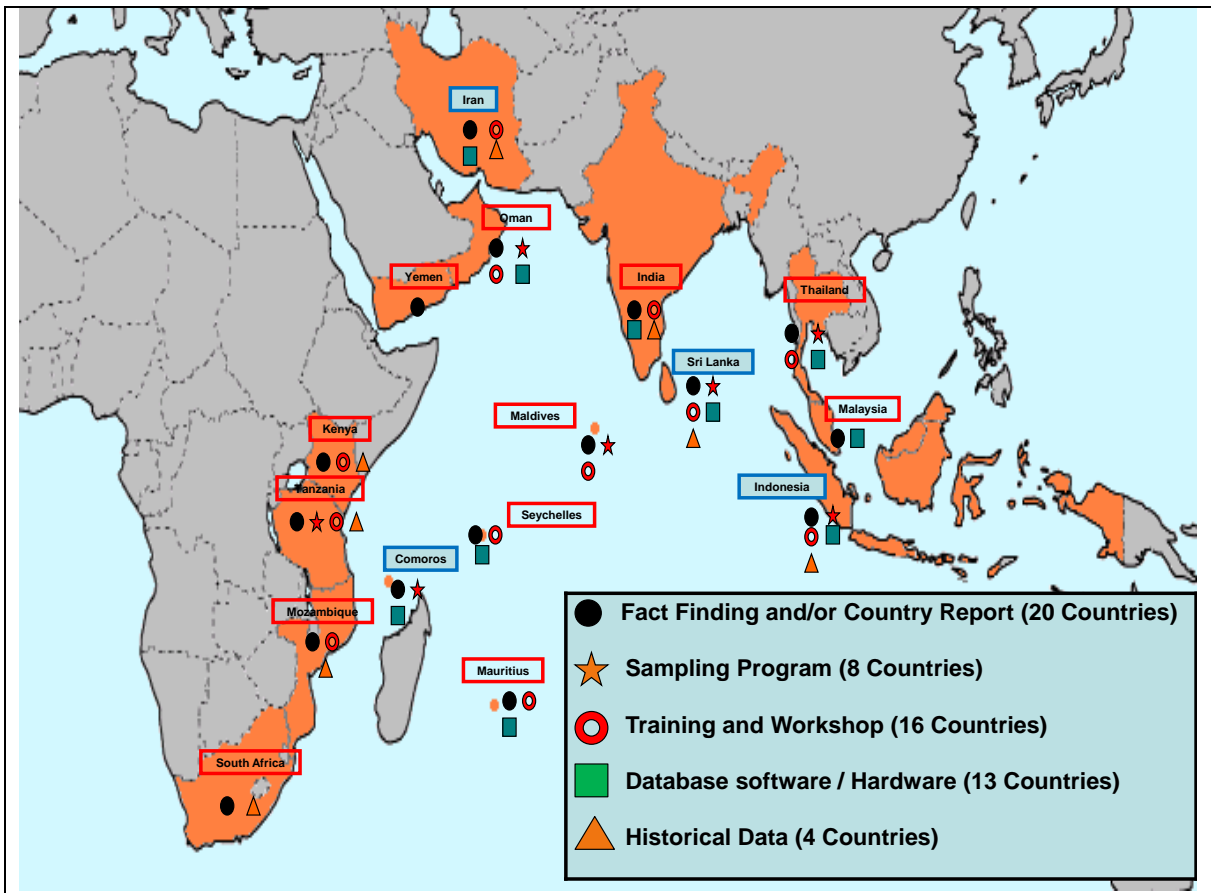 Iran
Oman
Yemen
India
Thailand
Sri Lanka
Maldives
Malaysia
Kenya
Tanzania
Indonesia
Seychelles
Comoros
Mozambique
Mauritius
South Africa
Fact Finding and/or Country Report (20 Countries)
Sampling Program (8 Countries)
Training and Workshop (16 Countries)
Database software / Hardware (13 Countries)
Historical Data (4 Countries)